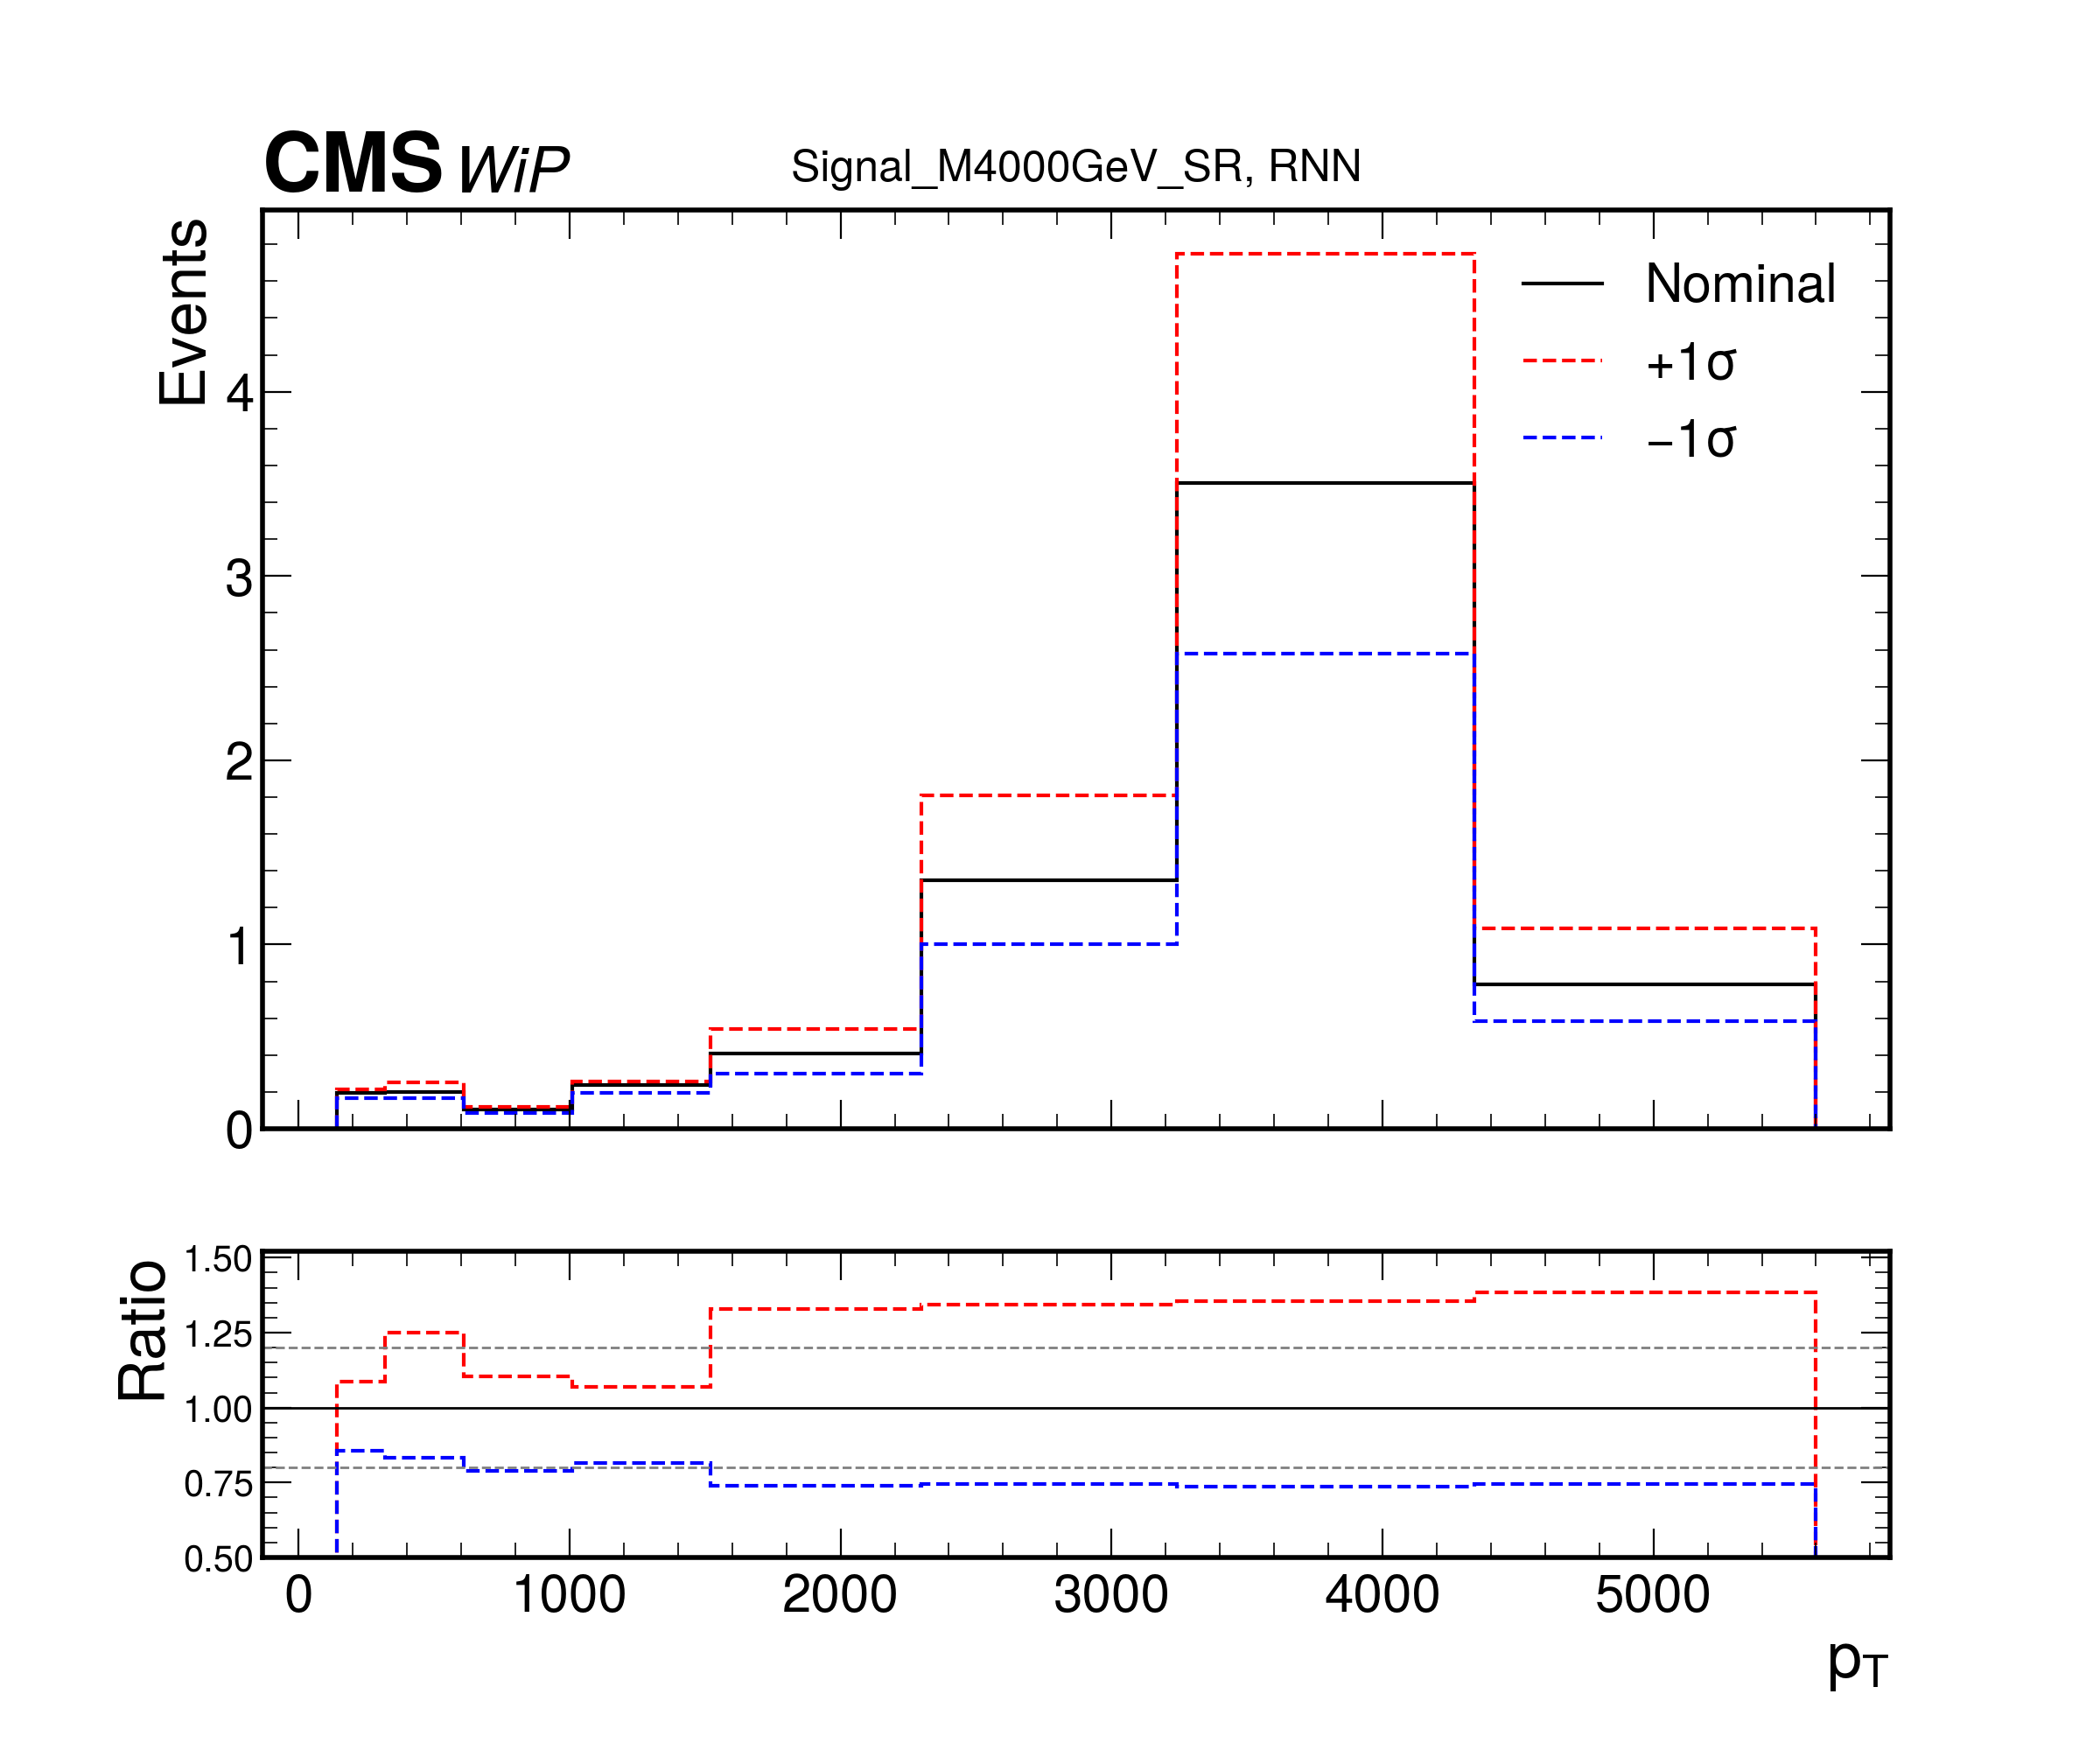 CMS WiP
Signal_M4000GeV_SR, RNN
Events
4
3
2
1
0
Nominal
+1σ
−1σ
Ratio
1.50
1.25
1.00
0.75
0.50
0 1000 2000 3000 4000 5000
pT